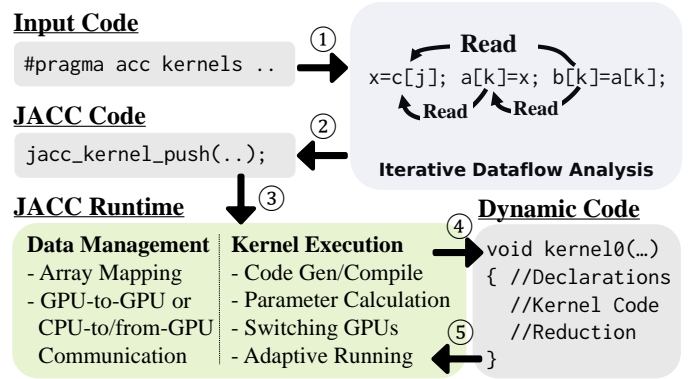 Input Code
#pragma acc kernels ..
①
Read
x=c[j]; a[k]=x; b[k]=a[k];
Read
Read
Iterative Dataflow Analysis
JACC Code
②
jacc_kernel_push(..);
③
JACC Runtime
Data Management
- Array Mapping
- GPU-to-GPU or
CPU-to/from-GPU
Communication
Kernel Execution
- Code Gen/Compile
- Parameter Calculation
- Switching GPUs
- Adaptive Running
④
⑤
Dynamic Code
void kernel0(…)
{ //Declarations
//Kernel Code
//Reduction
}